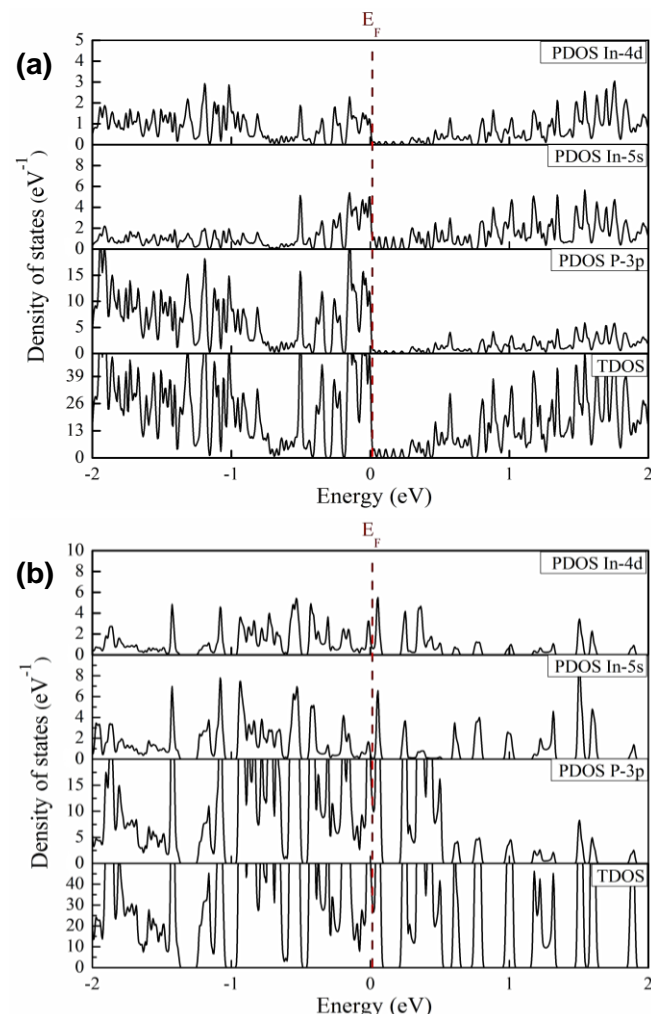 E_F
(a)
5
4
3
2
1
0
PDOS In-4d
8
6
4
2
0
PDOS In-5s
15
10
5
0
PDOS P-3p
39
26
13
0
TDOS
Density of states (eV⁻¹)
-2 -1 0 1 2
Energy (eV)
E_F
(b)
10
8
6
4
2
0
PDOS In-4d
8
6
4
2
0
PDOS In-5s
15
10
5
0
PDOS P-3p
40
30
20
10
0
TDOS
Density of states (eV⁻¹)
-2 -1 0 1 2
Energy (eV)